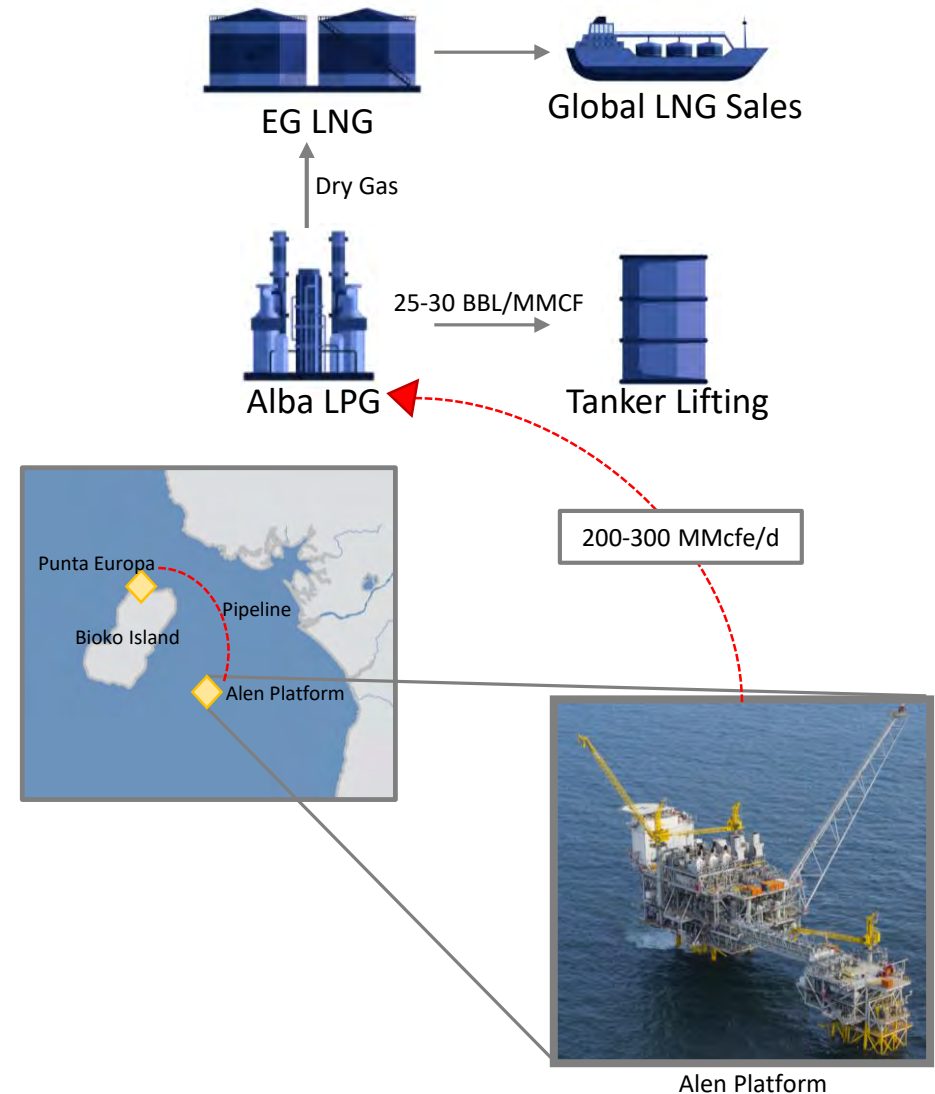 EG LNG
Global LNG Sales
Dry Gas
25-30 BBL/MMCF
Alba LPG
Tanker Lifting
200-300 MMcfe/d
Punta Europa
Pipeline
Bioko Island
Alen Platform
Alen Platform